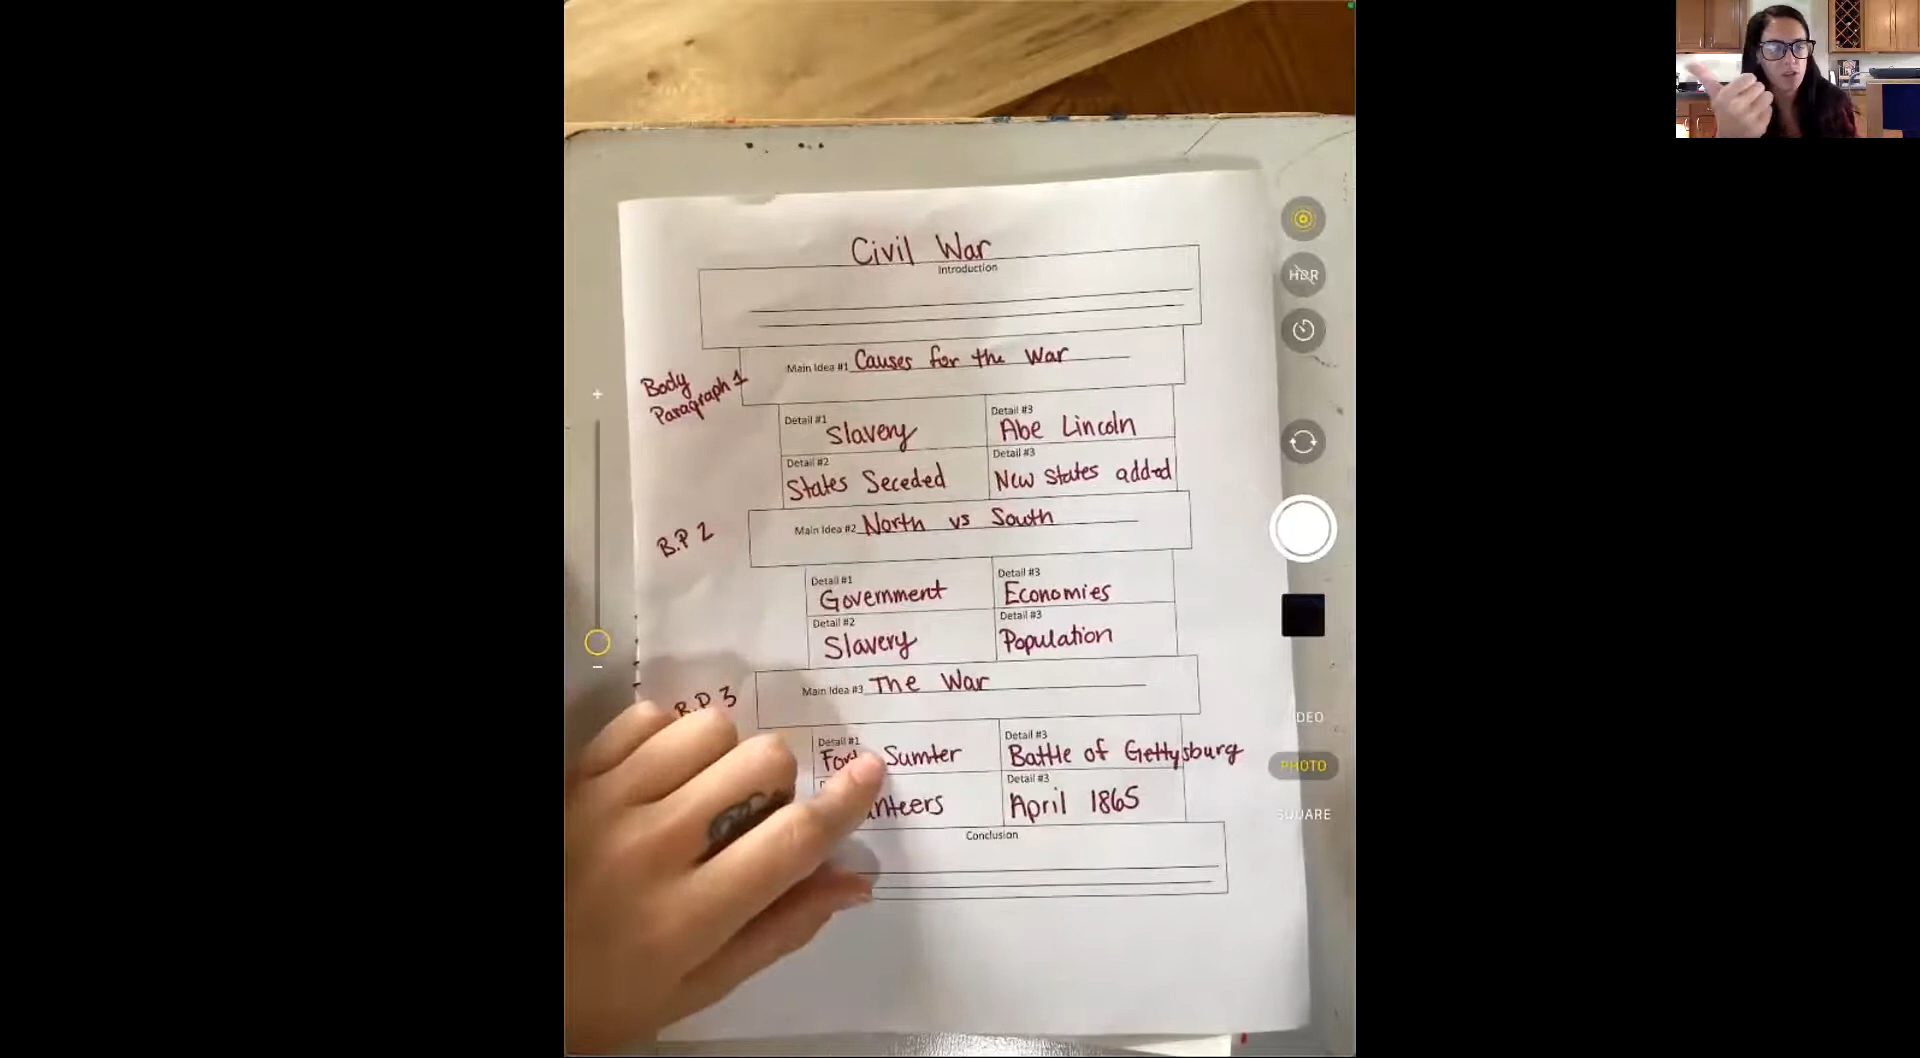 Civil War
Introduction
Main Idea #1 Causes for the War
Body
Paragraph 1
Detail #1
Slavery
Detail #3
Abe Lincoln
Detail #2
States Seceded
Detail #3
New States added
B.P 2
Main Idea #2 North vs South
Detail #1
Government
Detail #3
Economies
Detail #2
Slavery
Detail #3
Population
B.P 3
Main Idea #3 The War
Detail #1
Fort Sumter
Detail #3
Battle of Gettysburg
Detail #3
April 1865
Conclusion
HDR
PHOTO
SQUARE